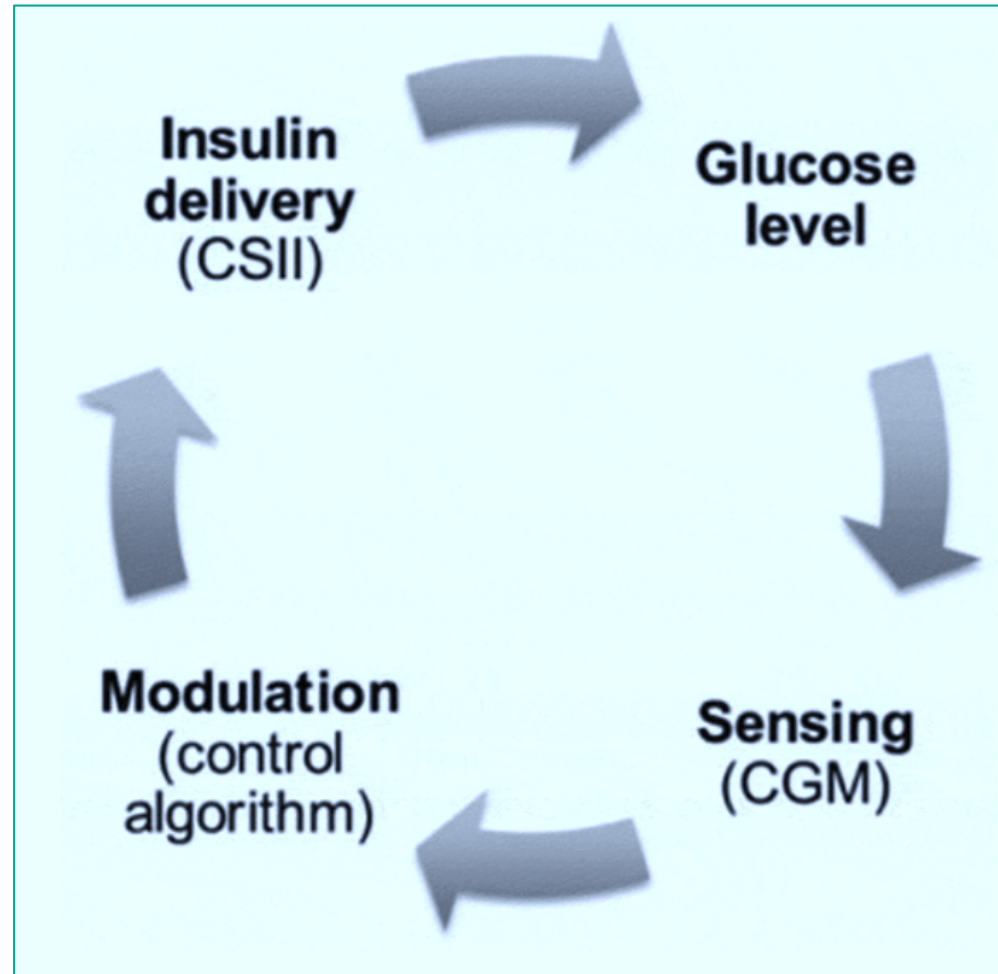 Insulin
delivery
(CSII)
Glucose
level
Modulation
(control
algorithm)
Sensing
(CGM)